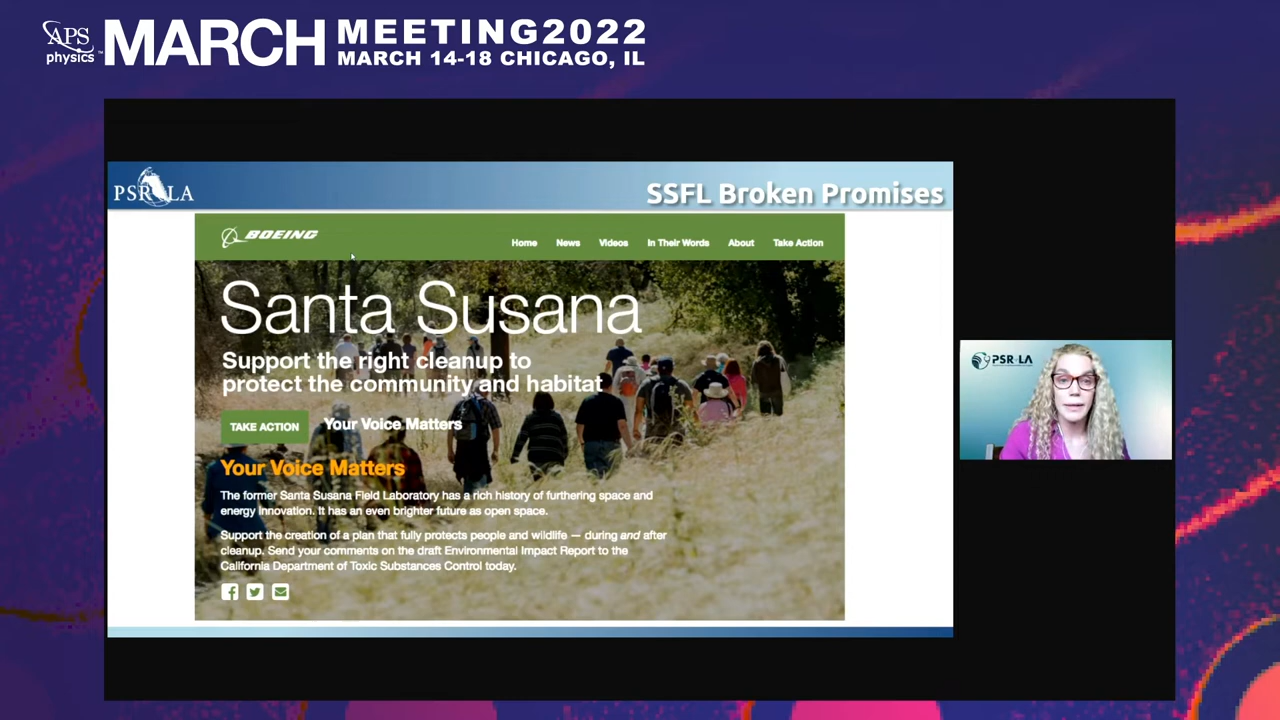 APS
physics
MARCH
MEETING2022
MARCH 14-18 CHICAGO, IL
PSR LA
SSFL Broken Promises
BOEING
Home News Videos In Their Words About Take Action
Santa Susana
Support the right cleanup to
protect the community and habitat
TAKE ACTION Your Voice Matters
Your Voice Matters
The former Santa Susana Field Laboratory has a rich history of furthering space and
energy innovation. It has an even brighter future as open space.
Support the creation of a plan that fully protects people and wildlife — during and after
cleanup. Send your comments on the draft Environmental Impact Report to the
California Department of Toxic Substances Control today.
PSR LA